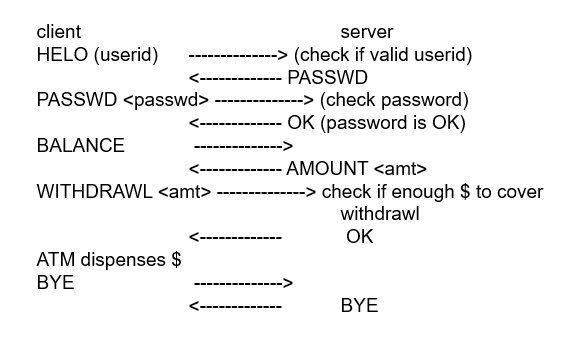 client server
HELO (userid) --------------> (check if valid userid)
<------------- PASSWD
PASSWD <passwd> --------------> (check password)
<------------- OK (password is OK)
BALANCE -------------->
<------------- AMOUNT <amt>
WITHDRAWL <amt> --------------> check if enough $ to cover
withdrawl
<------------- OK
ATM dispenses $
BYE -------------->
<------------- BYE